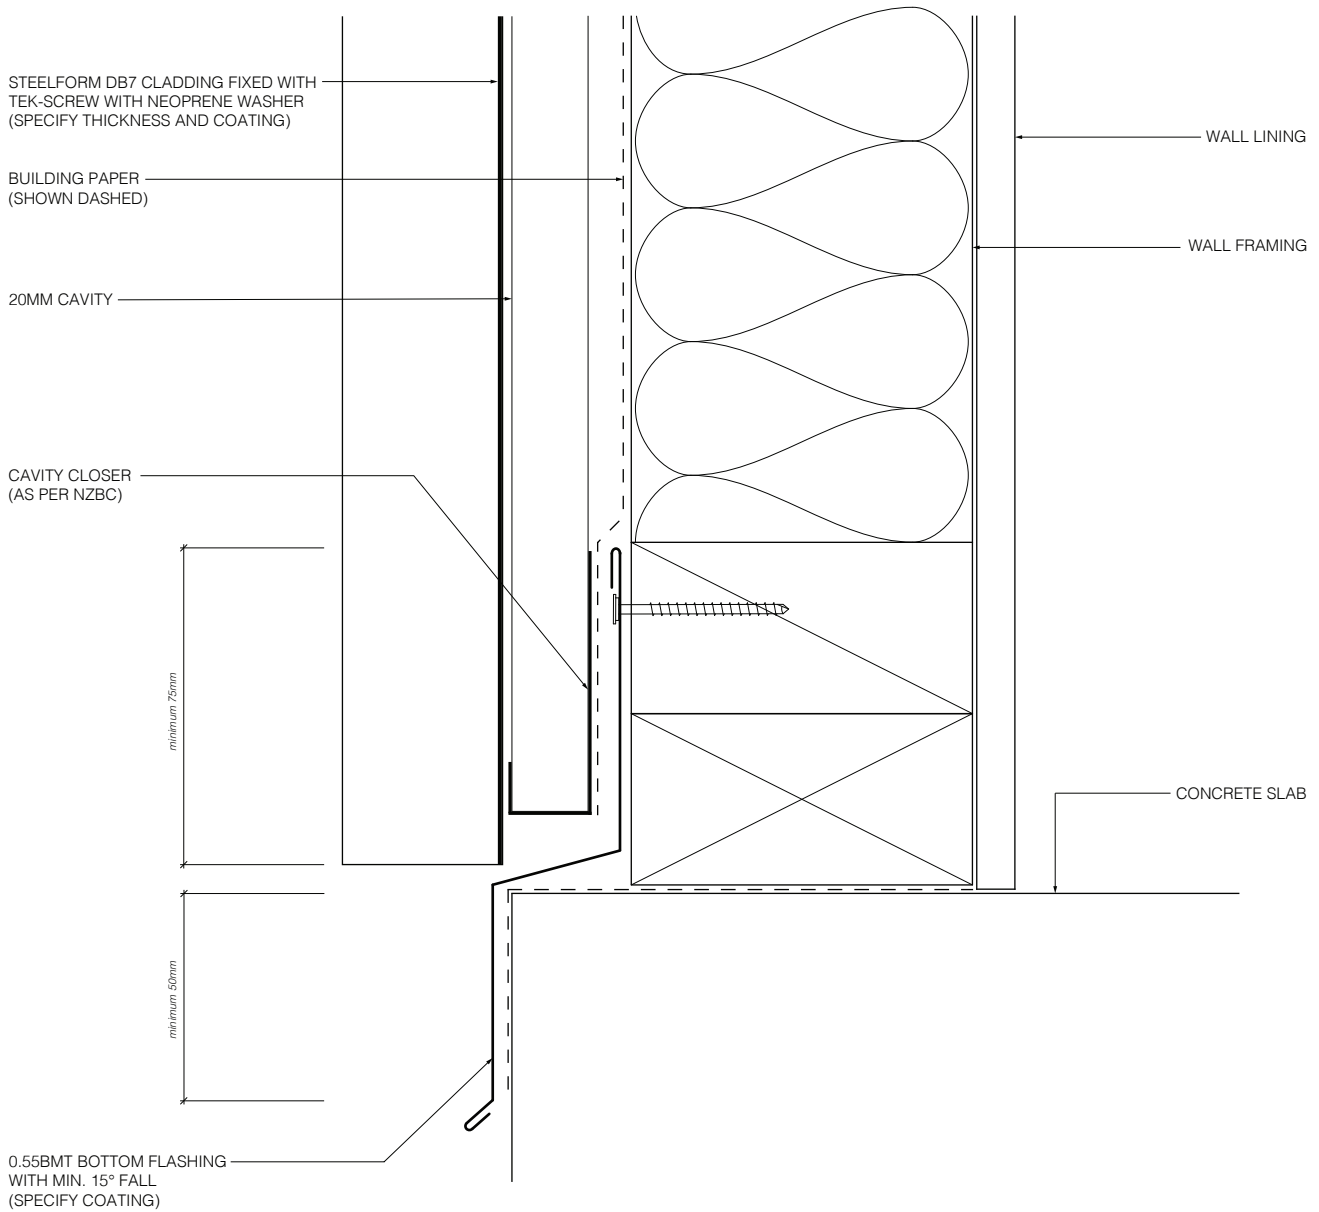 STEELFORM DB7 CLADDING FIXED WITH
TEK-SCREW WITH NEOPRENE WASHER
(SPECIFY THICKNESS AND COATING)
WALL LINING
BUILDING PAPER
(SHOWN DASHED)
WALL FRAMING
20MM CAVITY
CAVITY CLOSER
(AS PER NZBC)
minimum 75mm
CONCRETE SLAB
minimum 50mm
0.55BMT BOTTOM FLASHING
WITH MIN. 15° FALL
(SPECIFY COATING)